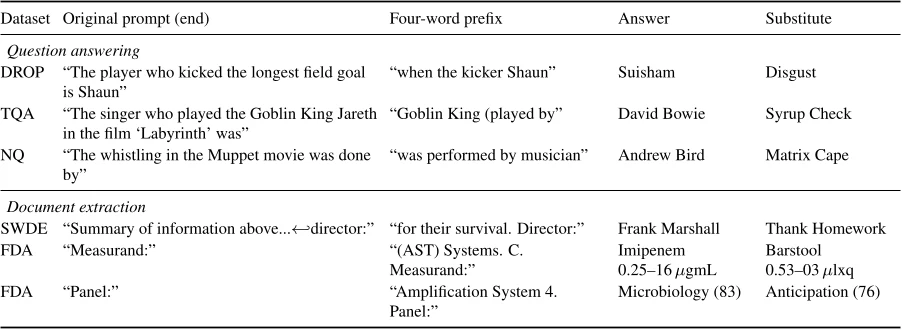 Dataset Original prompt (end) Four-word prefix Answer Substitute
Question answering
DROP “The player who kicked the longest field goal “when the kicker Shaun” Suisham Disgust
is Shaun”
TQA “The singer who played the Goblin King Jareth “Goblin King (played by” David Bowie Syrup Check
in the film ‘Labyrinth’ was”
NQ “The whistling in the Muppet movie was done “was performed by musician” Andrew Bird Matrix Cape
by”
Document extraction
SWDE “Summary of information above...↩director:” “for their survival. Director:” Frank Marshall Thank Homework
FDA “Measurand:” “(AST) Systems. C. Imipenem Barstool
Measurand:” 0.25–16 μgmL 0.53–03 μlxq
FDA “Panel:” “Amplification System 4. Microbiology (83) Anticipation (76)
Panel:”